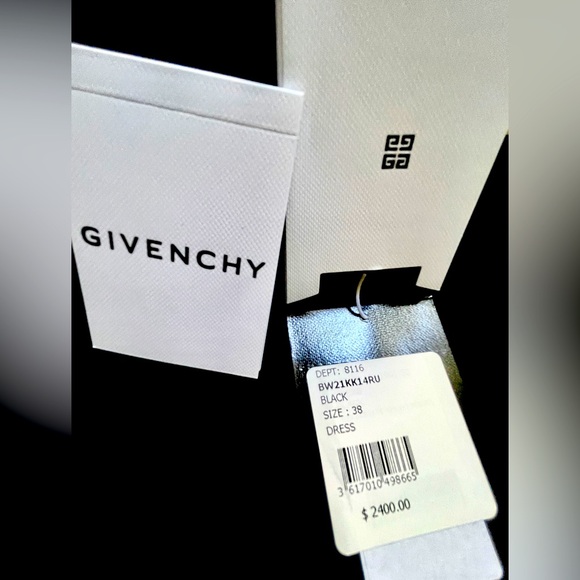 GIVENCHY
DEPT: 8116
BW21KK14RU
BLACK
SIZE : 38
DRESS
3 617010 498665
$ 2400.00